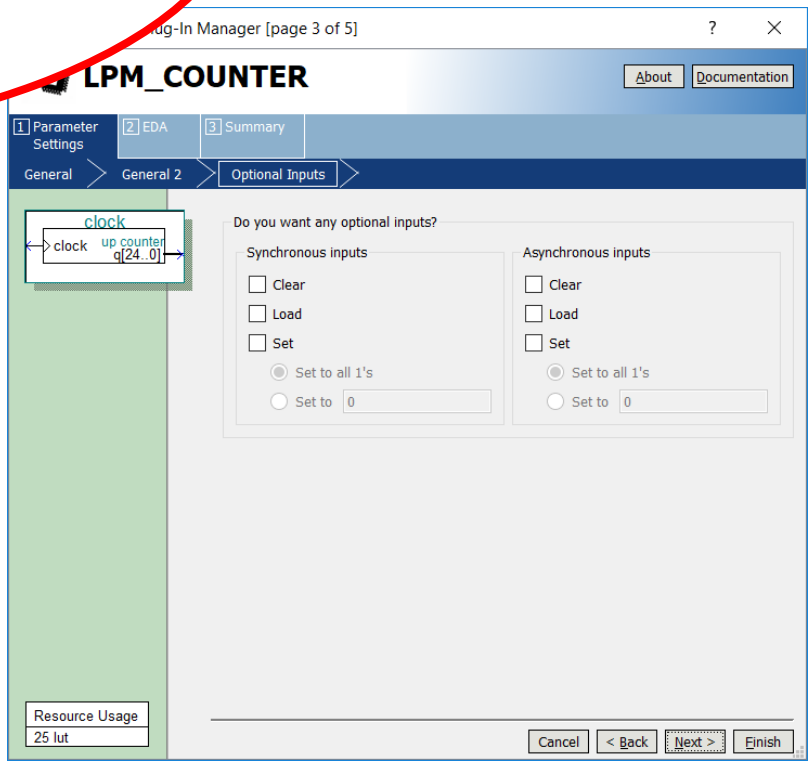 -In Manager [page 3 of 5]
?
LPM_COUNTER
About
Documentation
1 Parameter Settings
2 EDA
3 Summary
General
General 2
Optional Inputs
clock
clock
up counter
q[24..0]
Do you want any optional inputs?
Synchronous inputs
Clear
Load
Set
Set to all 1's
Set to 0
Asynchronous inputs
Clear
Load
Set
Set to all 1's
Set to 0
Resource Usage
25 lut
Cancel
< Back
Next >
Finish